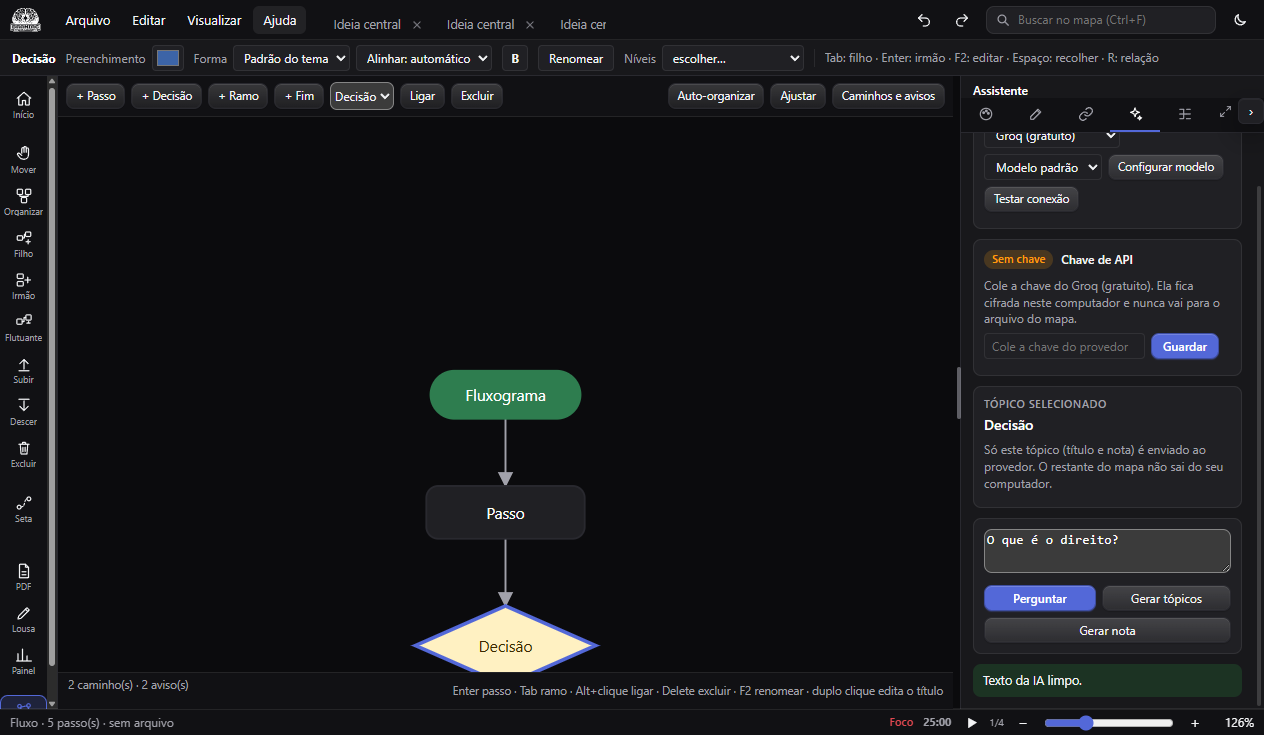 Arquivo Editar Visualizar Ajuda
Ideia central × Ideia central × Ideia cer
Buscar no mapa (Ctrl+F)
Decisão Preenchimento Forma Padrão do tema Alinhar: automático B Renomear Níveis escolher... Tab: filho · Enter: irmão · F2: editar · Espaço: recolher · R: relação
Início
Mover
Organizar
Filho
Irmão
Flutuante
Subir
Descer
Excluir
Seta
PDF
Lousa
Painel
+ Passo + Decisão + Ramo + Fim Decisão Ligar Excluir Auto-organizar Ajustar Caminhos e avisos
Fluxograma
Passo
Decisão
2 caminho(s) · 2 aviso(s)
Enter passo · Tab ramo · Alt+clique ligar · Delete excluir · F2 renomear · duplo clique edita o título
Assistente
Groq (gratuito)
Modelo padrão Configurar modelo
Testar conexão
Sem chave Chave de API
Cole a chave do Groq (gratuito). Ela fica
cifrada neste computador e nunca vai para o
arquivo do mapa.
Cole a chave do provedor Guardar
TÓPICO SELECIONADO
Decisão
Só este tópico (título e nota) é enviado ao
provedor. O restante do mapa não sai do seu
computador.
O que é o direito?
Perguntar Gerar tópicos
Gerar nota
Texto da IA limpo.
Fluxo · 5 passo(s) · sem arquivo
Foco 25:00 1/4 − + 126%